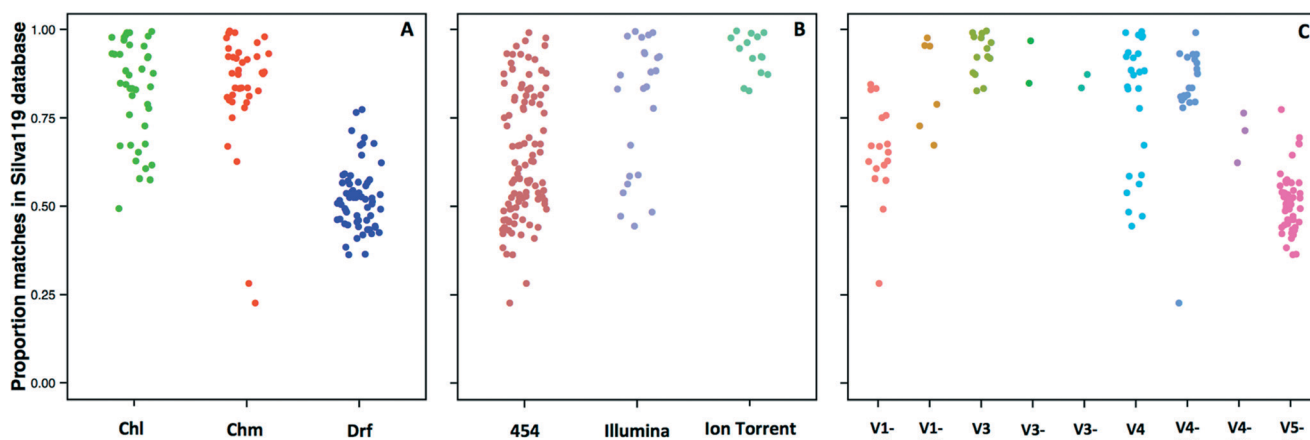 Proportion matches in Silva119 database
1.00
0.75
0.50
0.25
0.00
A
Chl Chm Drf
B
454 Illumina Ion Torrent
C
V1- V1- V3 V3- V3- V4 V4- V4- V5-